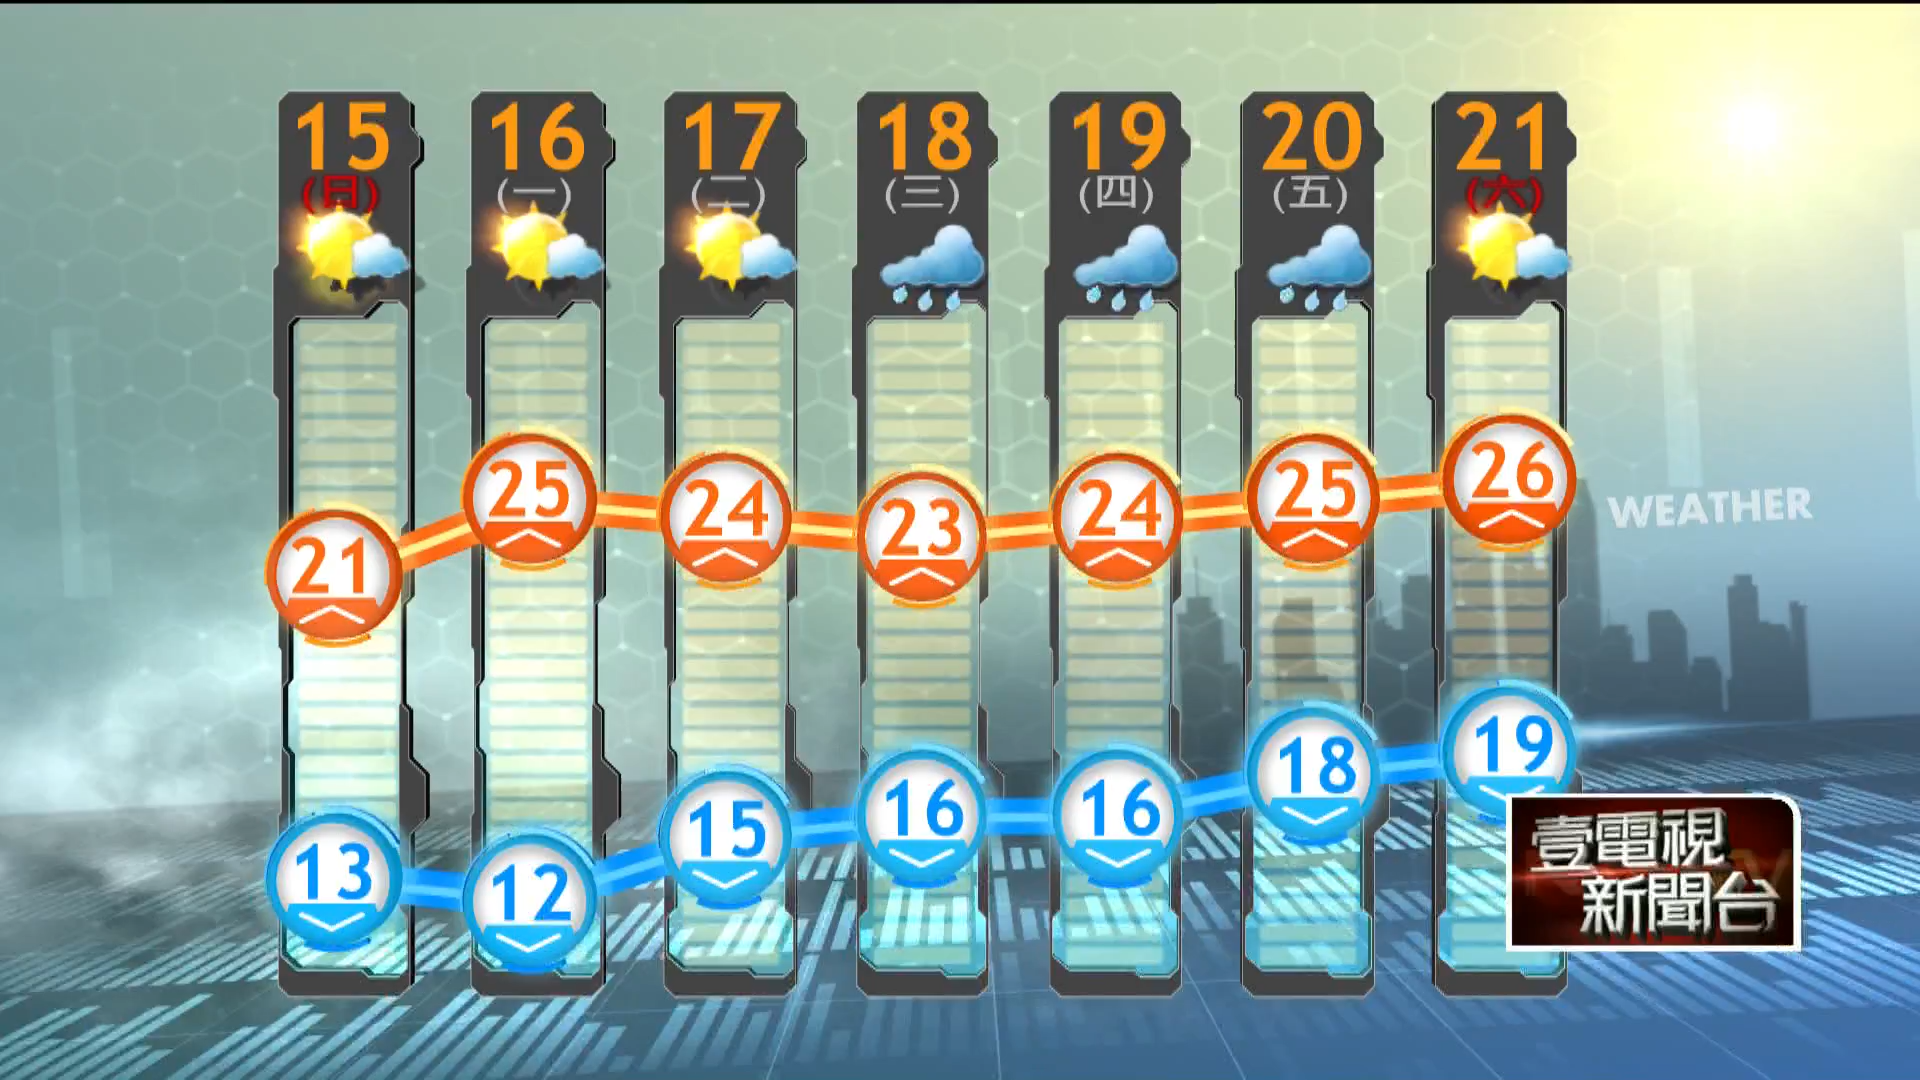 15 16 17 18 19 20 21
(日) (一) (二) (三) (四) (五) (六)
21 25 24 23 24 25 26
WEATHER
13 12 15 16 16 18 19
壹電視
新聞台